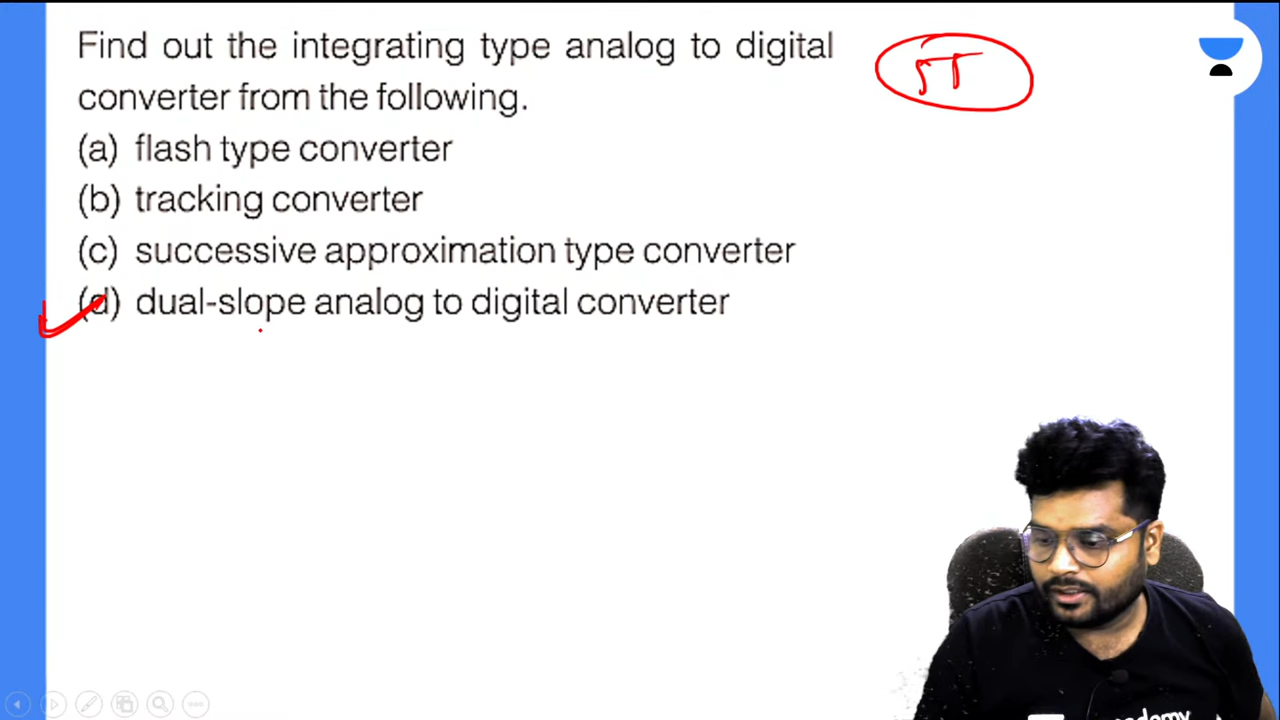 Find out the integrating type analog to digital
converter from the following.
(a) flash type converter
(b) tracking converter
(c) successive approximation type converter
(d) dual-slope analog to digital converter